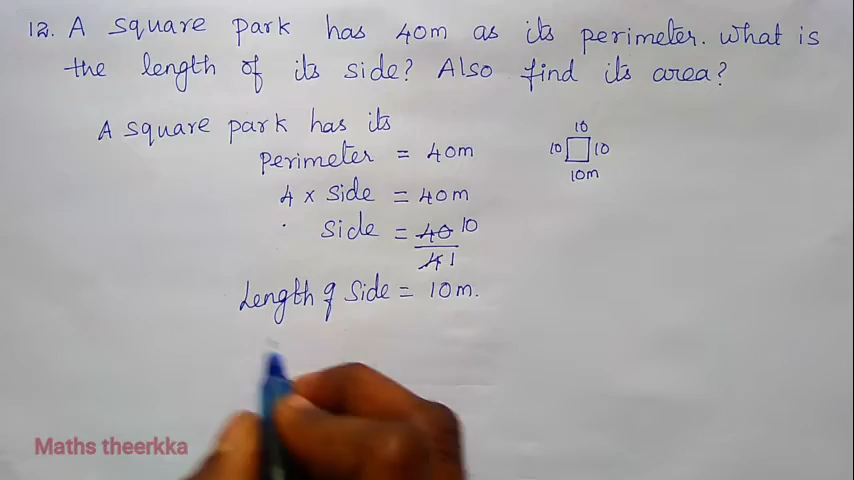 12. A square park has 40m as its perimeter. What is
the length of its side? Also find its area?
A square park has its
perimeter = 40m
4 x side = 40m
side = 40 10
4 1
Length of side = 10m.
10
10 10
10m
Maths theerkka